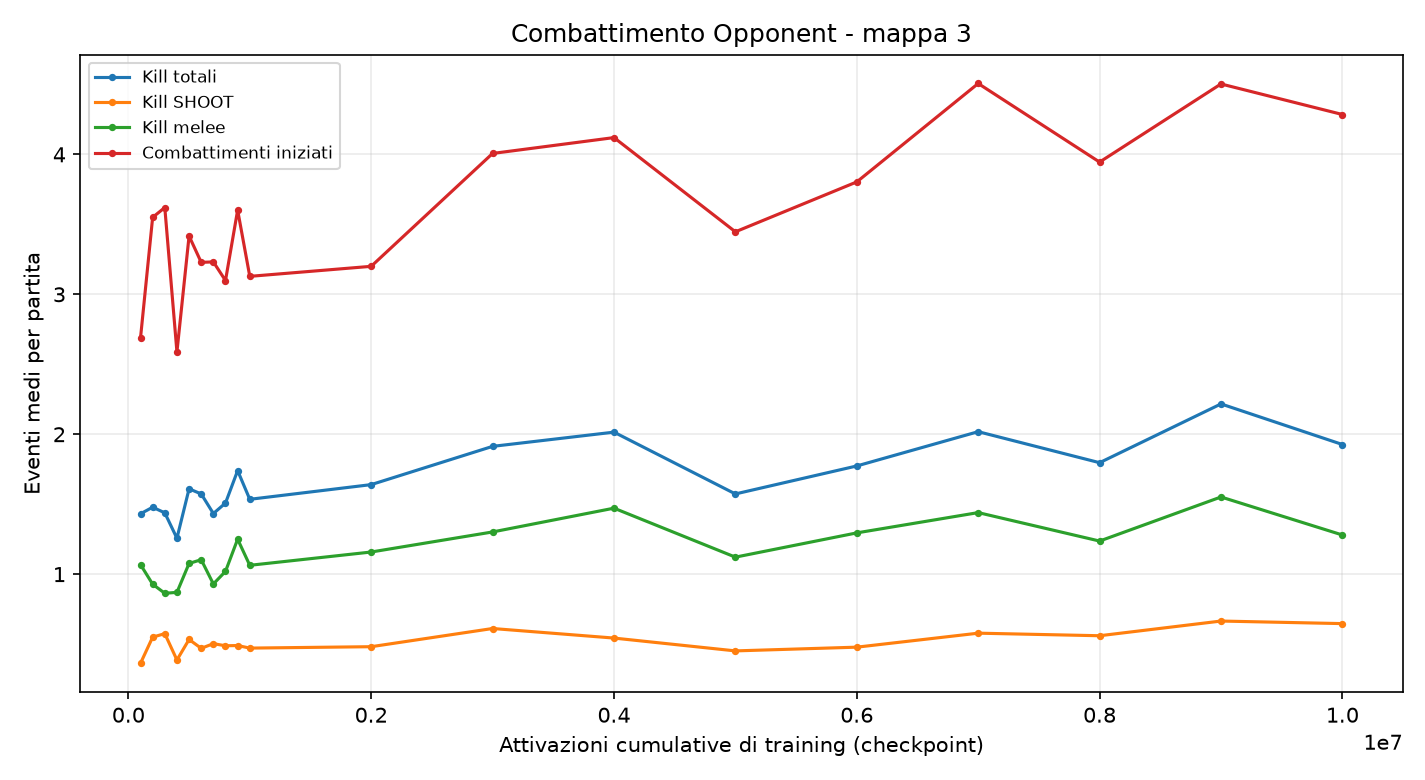 Combattimento Opponent - mappa 3
Kill totali
Kill SHOOT
Kill melee
Combattimenti iniziati
Eventi medi per partita
4
3
2
1
0.0 0.2 0.4 0.6 0.8 1.0
1e7
Attivazioni cumulative di training (checkpoint)